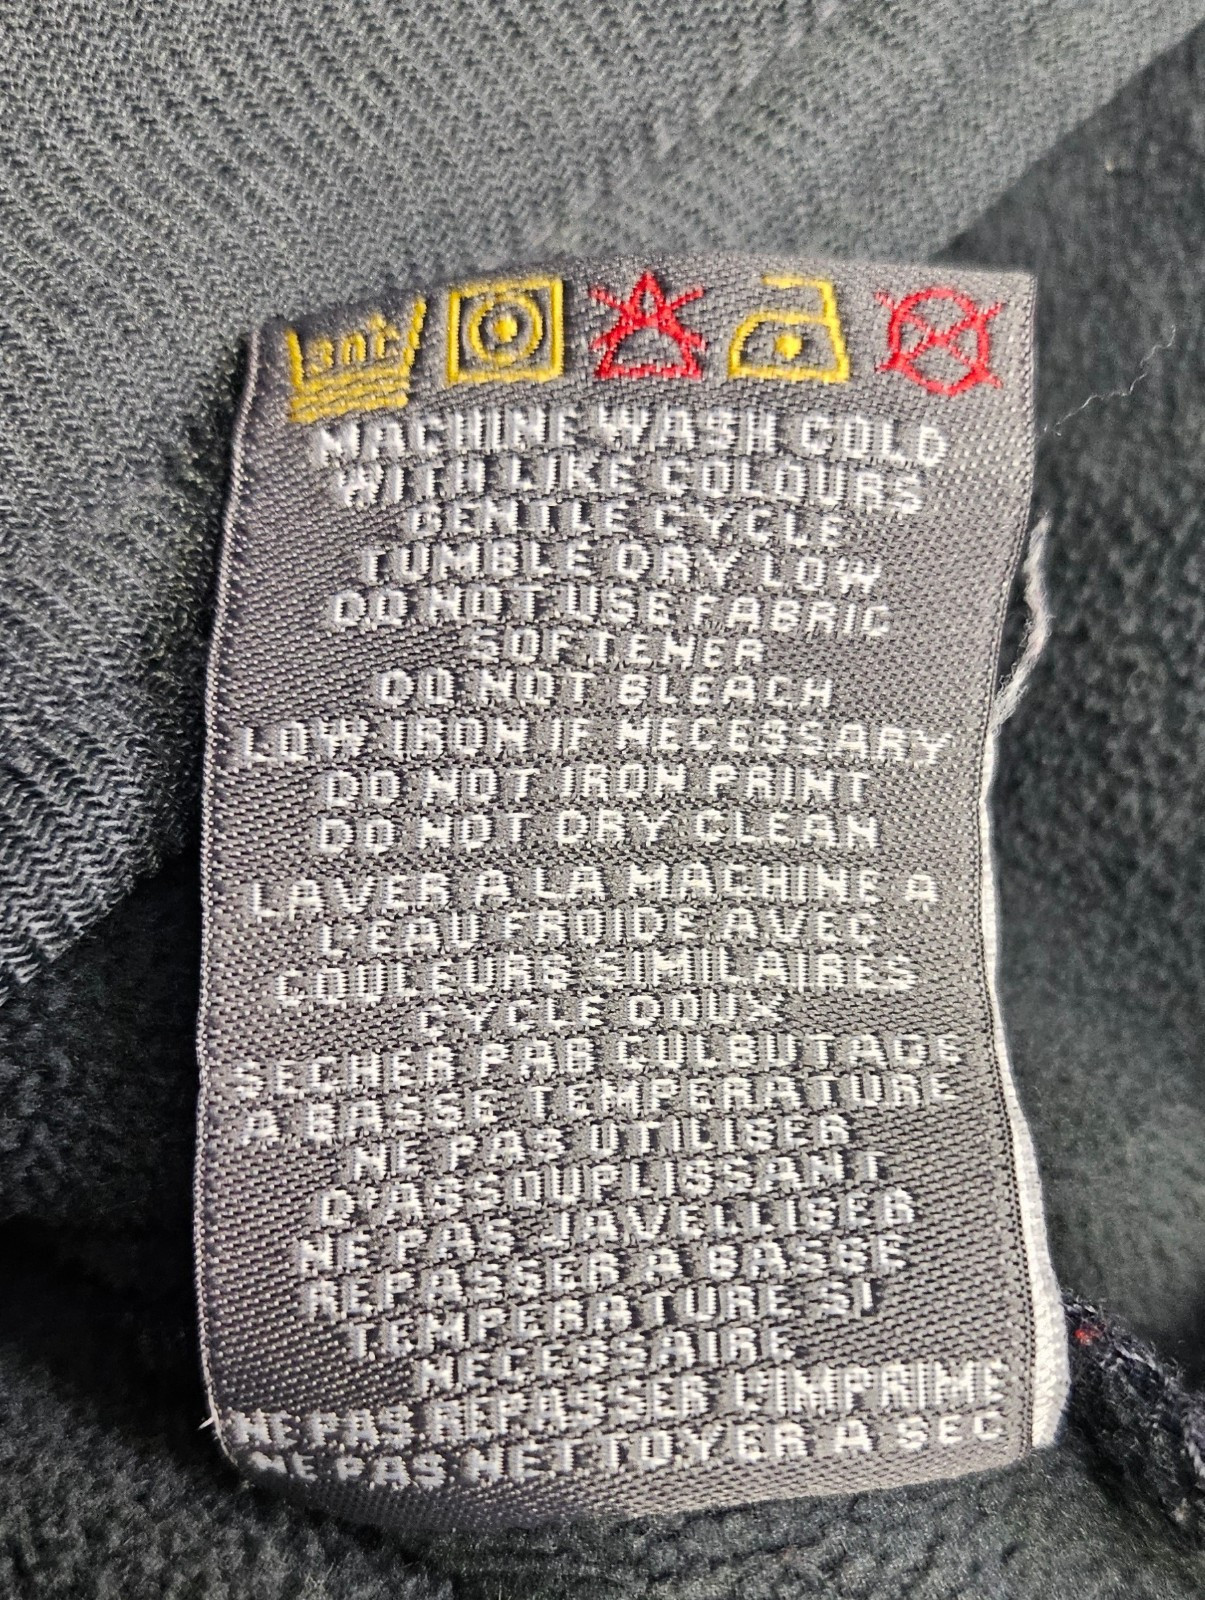 30°C
MACHINE WASH COLD
WITH LIKE COLOURS
GENTLE CYCLE
TUMBLE DRY LOW
DO NOT USE FABRIC
SOFTENER
DO NOT BLEACH
LOW IRON IF NECESSARY
DO NOT IRON PRINT
DO NOT DRY CLEAN
LAVER A LA MACHINE A
L'EAU FROIDE AVEC
COULEURS SIMILAIRES
CYCLE DOUX
SECHER PAR CULBUTAGE
A BASSE TEMPERATURE
NE PAS UTILISER
D'ASSOUPLISSANT
NE PAS JAVELLISER
REPASSER A BASSE
TEMPERATURE SI
NECESSAIRE
NE PAS REPASSER L'IMPRIME
NE PAS NETTOYER A SEC